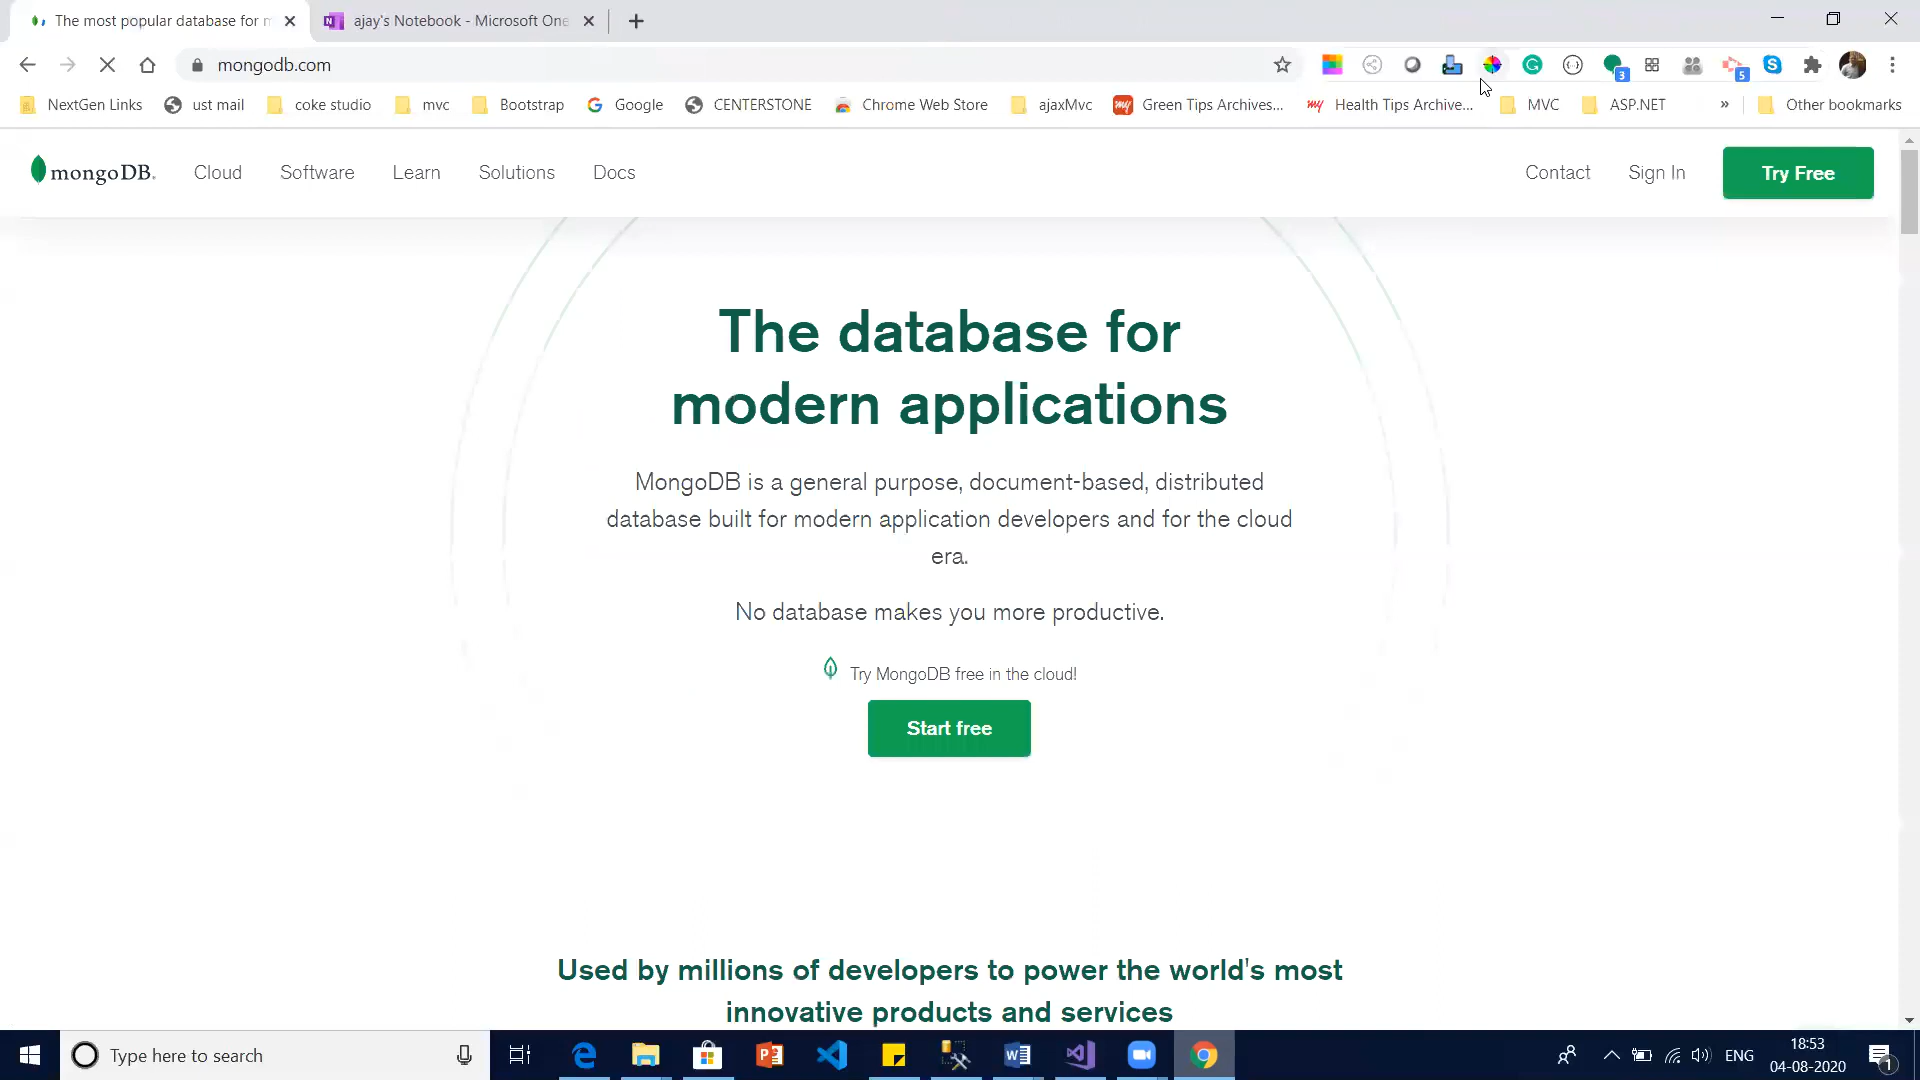 The most popular database for m
ajay's Notebook - Microsoft One
mongodb.com
3
5
NextGen Links
ust mail
coke studio
mvc
Bootstrap
Google
CENTERSTONE
Chrome Web Store
ajaxMvc
my Green Tips Archives...
my Health Tips Archive...
MVC
ASP.NET
»
Other bookmarks
mongoDB.
Cloud
Software
Learn
Solutions
Docs
Contact
Sign In
Try Free
The database for
modern applications
MongoDB is a general purpose, document-based, distributed
database built for modern application developers and for the cloud
era.
No database makes you more productive.
Try MongoDB free in the cloud!
Start free
Used by millions of developers to power the world's most
innovative products and services
Type here to search
ENG
18:53
04-08-2020
1